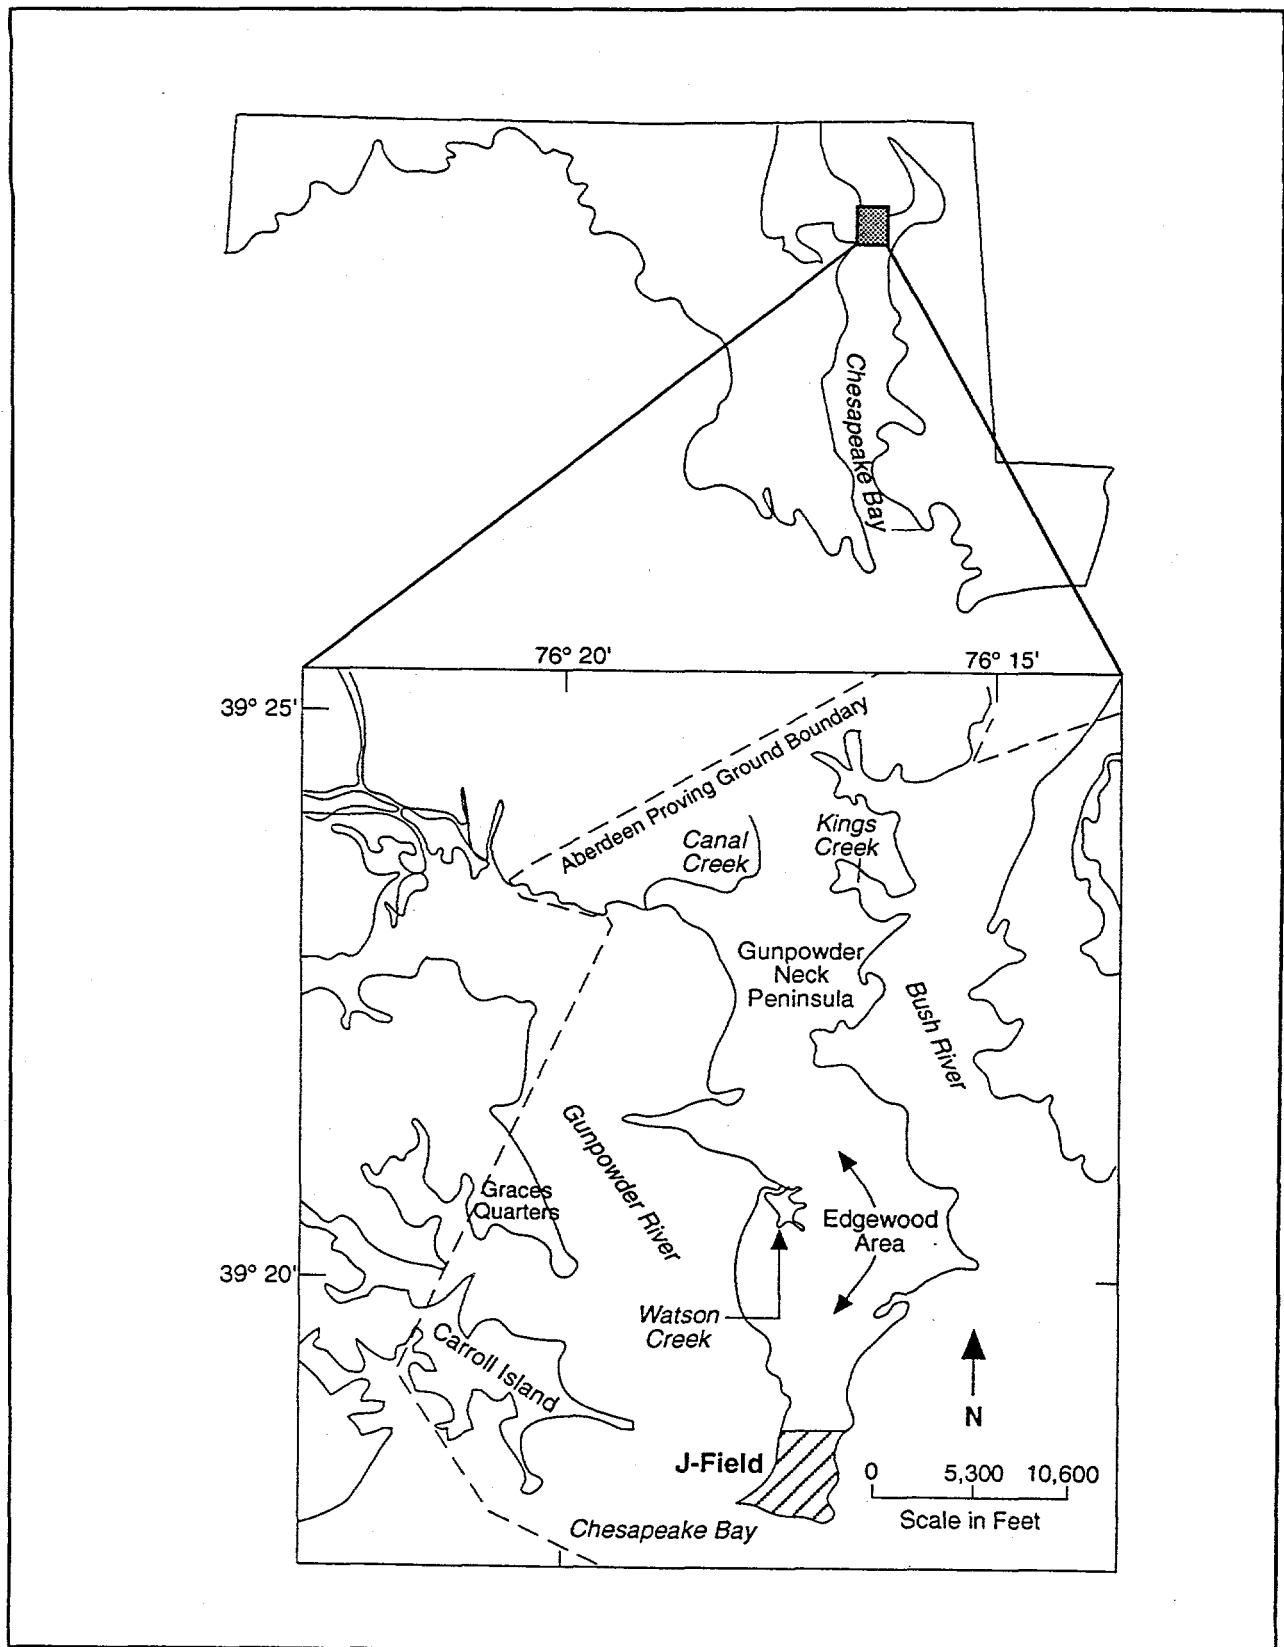 Chesapeake Bay
76° 20'
76° 15'
39° 25'
Aberdeen Proving Ground Boundary
Canal
Creek
Kings
Creek
Gunpowder
Neck
Peninsula
Bush River
Gunpowder River
Graces
Quarters
Edgewood
Area
39° 20'
Watson
Creek
Carroll Island
N
J-Field
0 5,300 10,600
Scale in Feet
Chesapeake Bay